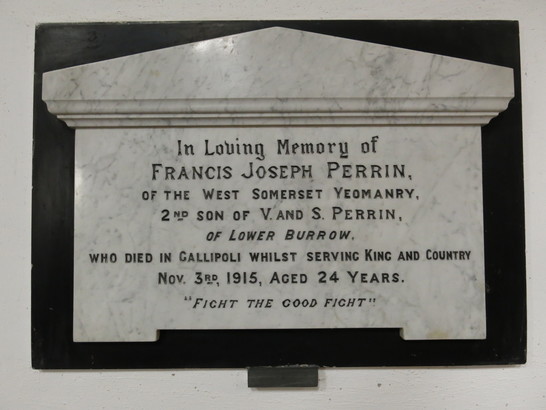 In Loving Memory of
FRANCIS JOSEPH PERRIN,
OF THE WEST SOMERSET YEOMANRY,
2ND SON OF V. AND S. PERRIN,
OF LOWER BURROW,
WHO DIED IN GALLIPOLI WHILST SERVING KING AND COUNTRY
NOV. 3RD, 1915, AGED 24 YEARS.
"FIGHT THE GOOD FIGHT"